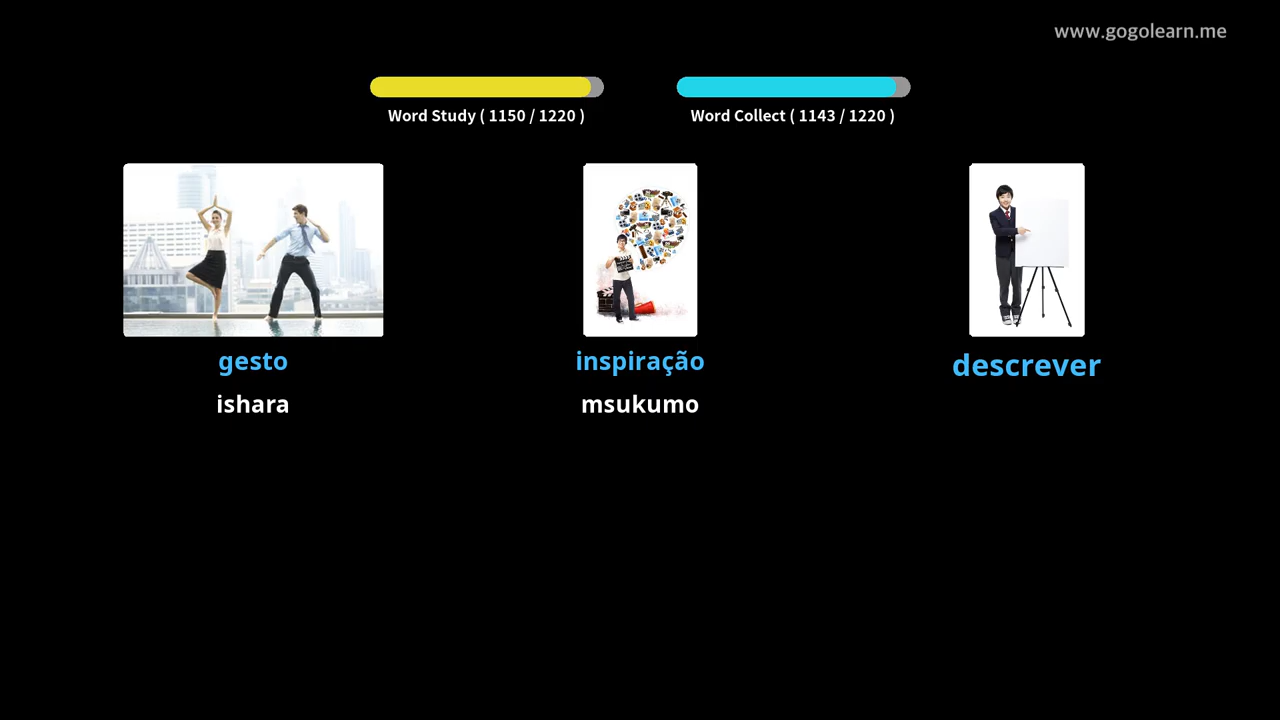 www.gogolearn.me
Word Study ( 1150 / 1220 )
Word Collect ( 1143 / 1220 )
gesto
ishara
inspiração
msukumo
descrever